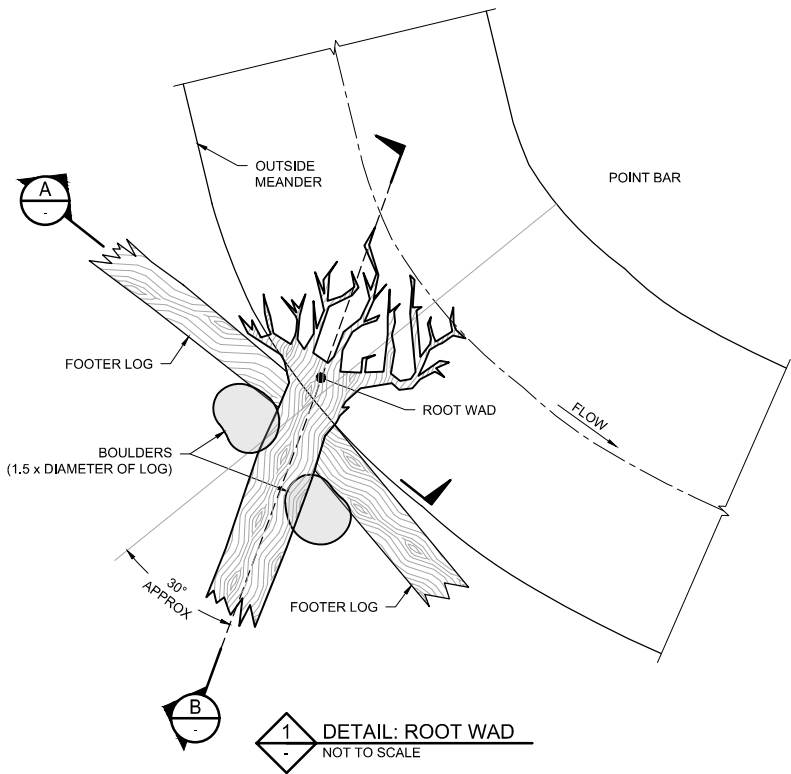 OUTSIDE
MEANDER
POINT BAR
A
-
FOOTER LOG
ROOT WAD
FLOW
BOULDERS
(1.5 x DIAMETER OF LOG)
30°
APPROX
FOOTER LOG
B
-
1
-
DETAIL: ROOT WAD
NOT TO SCALE